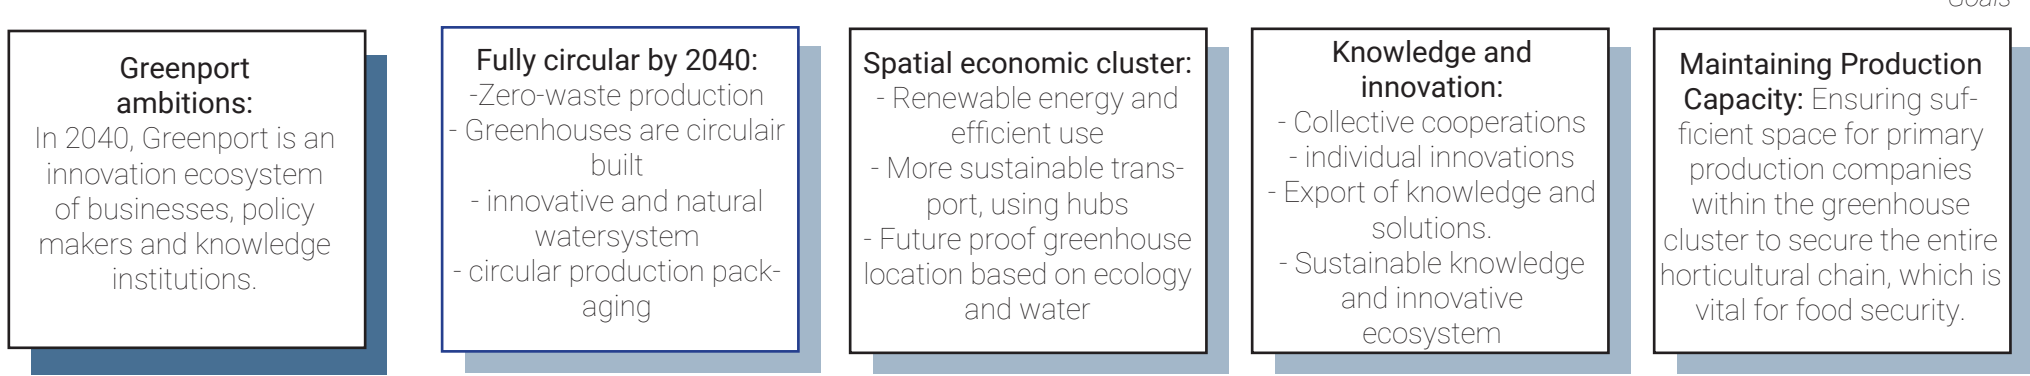 Goals
Greenport
ambitions:
In 2040, Greenport is an
innovation ecosystem
of businesses, policy
makers and knowledge
institutions.
Fully circular by 2040:
-Zero-waste production
- Greenhouses are circulair
built
- innovative and natural
watersystem
- circular production pack-
aging
Spatial economic cluster:
- Renewable energy and
efficient use
- More sustainable trans-
port, using hubs
- Future proof greenhouse
location based on ecology
and water
Knowledge and
innovation:
- Collective cooperations
- individual innovations
- Export of knowledge and
solutions.
- Sustainable knowledge
and innovative
ecosystem
Maintaining Production
Capacity: Ensuring suf-
ficient space for primary
production companies
within the greenhouse
cluster to secure the entire
horticultural chain, which is
vital for food security.